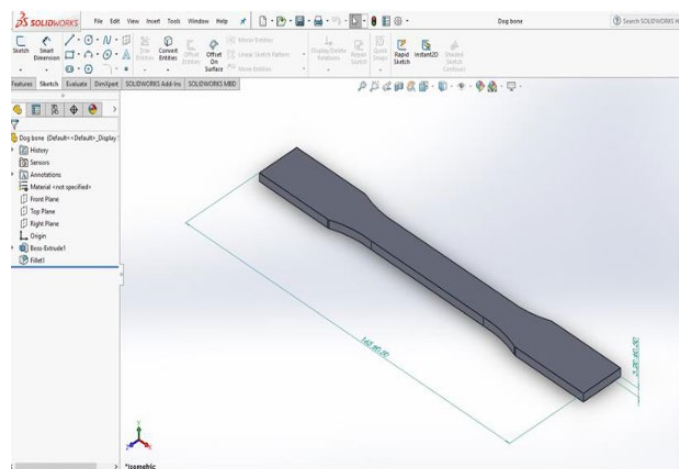 SOLIDWORKS File Edit View Insert Tools Window Help Dog bone Search SOLIDWORKS H
Sketch Smart Dimension Trim Entities Convert Entities Offset Entities Offset On Surface Mirror Entities Linear Sketch Pattern Move Entities Display/Delete Relations Repair Sketch Quick Snaps Rapid Sketch Instant2D Shaded Sketch Contours
Features Sketch Evaluate DimXpert SOLIDWORKS Add-Ins SOLIDWORKS MBD
Dog bone (Default<<Default>_Display
History
Sensors
Annotations
Material <not specified>
Front Plane
Top Plane
Right Plane
Origin
Boss-Extrude1
Fillet1
*Isometric